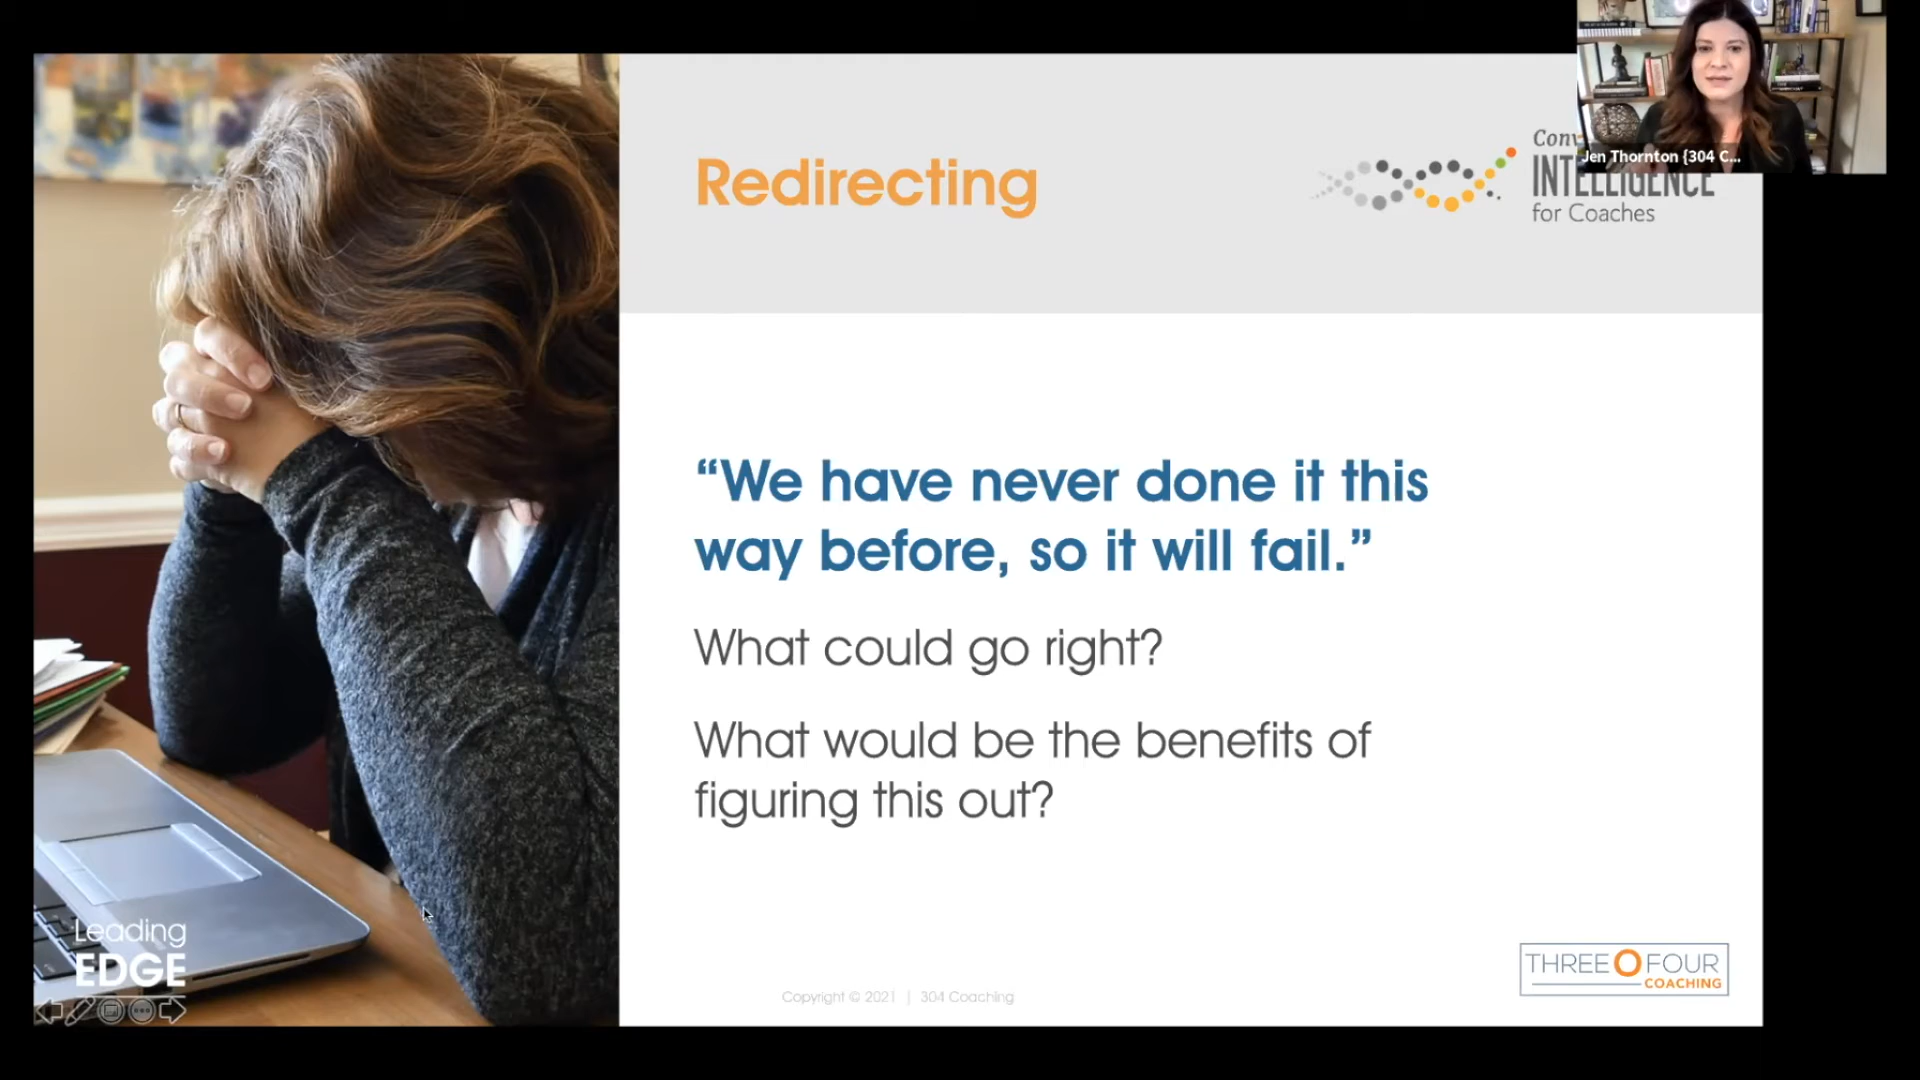 Redirecting
INTELLIGENCE
for Coaches
Jen Thornton {304 C...
“We have never done it this
way before, so it will fail.”
What could go right?
What would be the benefits of
figuring this out?
Leading
EDGE
Copyright © 2021 | 304 Coaching
THREE O FOUR
COACHING